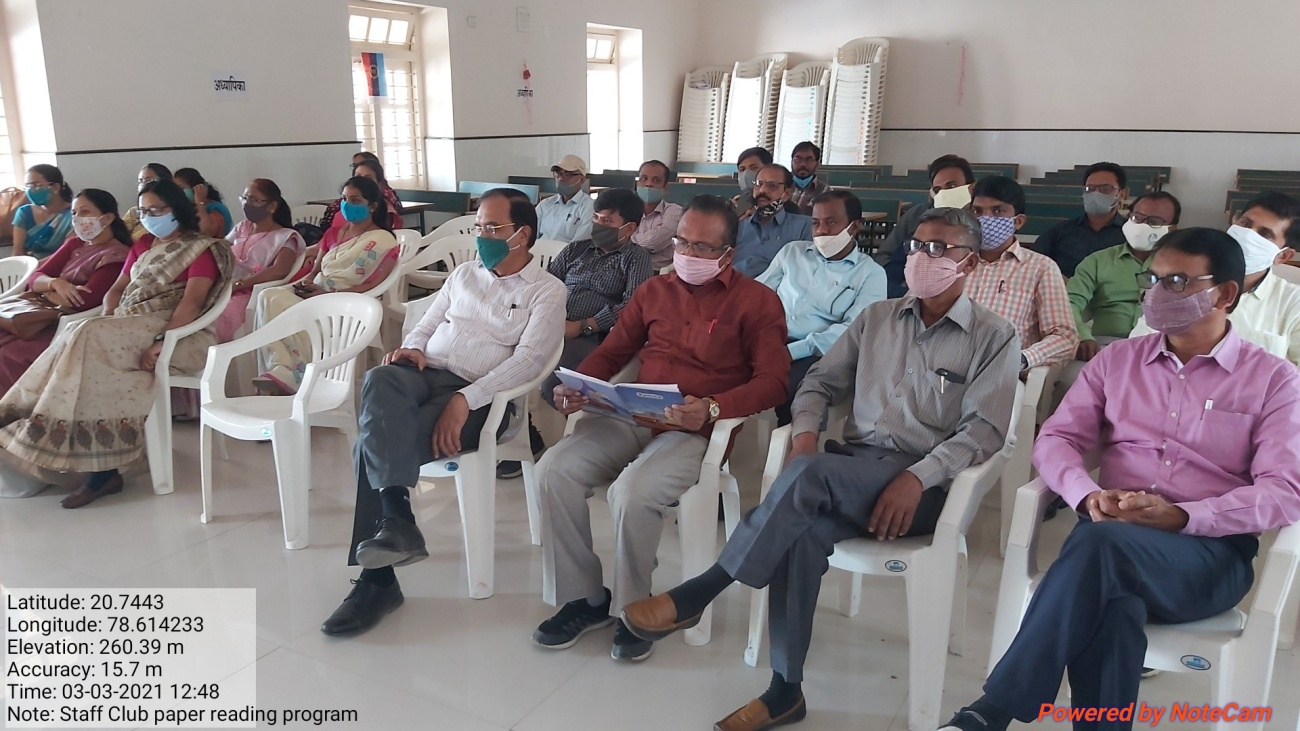 अध्यापिका
अध्यापिका
Latitude: 20.7443
Longitude: 78.614233
Elevation: 260.39 m
Accuracy: 15.7 m
Time: 03-03-2021 12:48
Note: Staff Club paper reading program
Powered by NoteCam